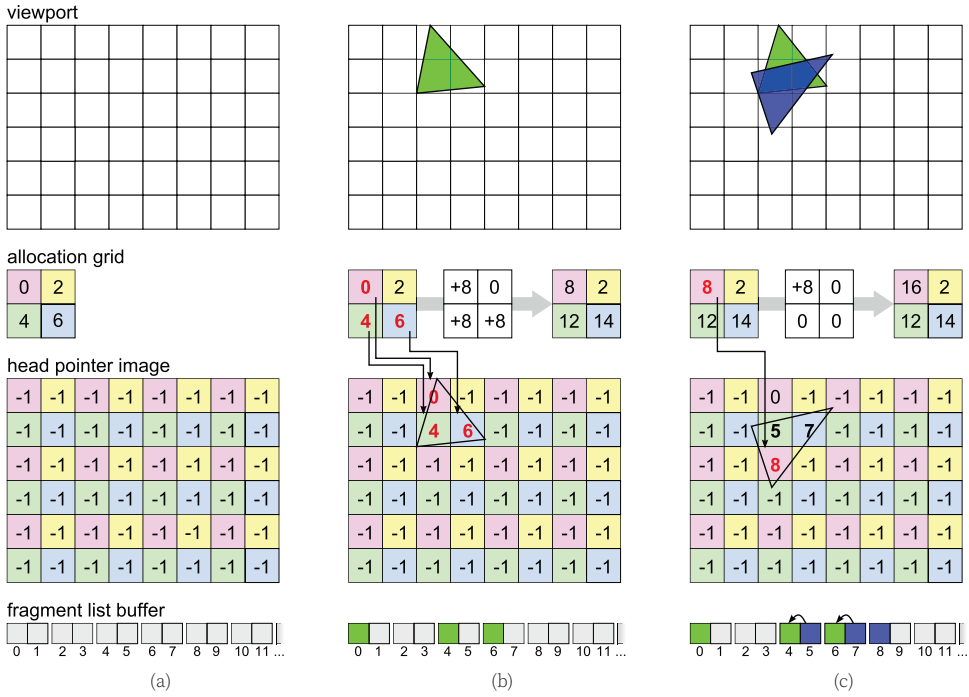 viewport
allocation grid
0 2
4 6
0 2 +8 0 8 2
4 6 +8 +8 12 14
8 2 +8 0 16 2
12 14 0 0 12 14
head pointer image
-1 -1 -1 -1 -1 -1 -1 -1
-1 -1 -1 -1 -1 -1 -1 -1
-1 -1 -1 -1 -1 -1 -1 -1
-1 -1 -1 -1 -1 -1 -1 -1
-1 -1 -1 -1 -1 -1 -1 -1
-1 -1 -1 -1 -1 -1 -1 -1
-1 -1 0 -1 -1 -1 -1 -1
-1 -1 4 6 -1 -1 -1 -1
-1 -1 -1 -1 -1 -1 -1 -1
-1 -1 -1 -1 -1 -1 -1 -1
-1 -1 -1 -1 -1 -1 -1 -1
-1 -1 -1 -1 -1 -1 -1 -1
-1 -1 0 -1 -1 -1 -1 -1
-1 -1 5 7 -1 -1 -1 -1
-1 -1 8 -1 -1 -1 -1 -1
-1 -1 -1 -1 -1 -1 -1 -1
-1 -1 -1 -1 -1 -1 -1 -1
-1 -1 -1 -1 -1 -1 -1 -1
fragment list buffer
0 1 2 3 4 5 6 7 8 9 10 11 ...
0 1 2 3 4 5 6 7 8 9 10 11 ...
0 1 2 3 4 5 6 7 8 9 10 11 ...
(a)
(b)
(c)